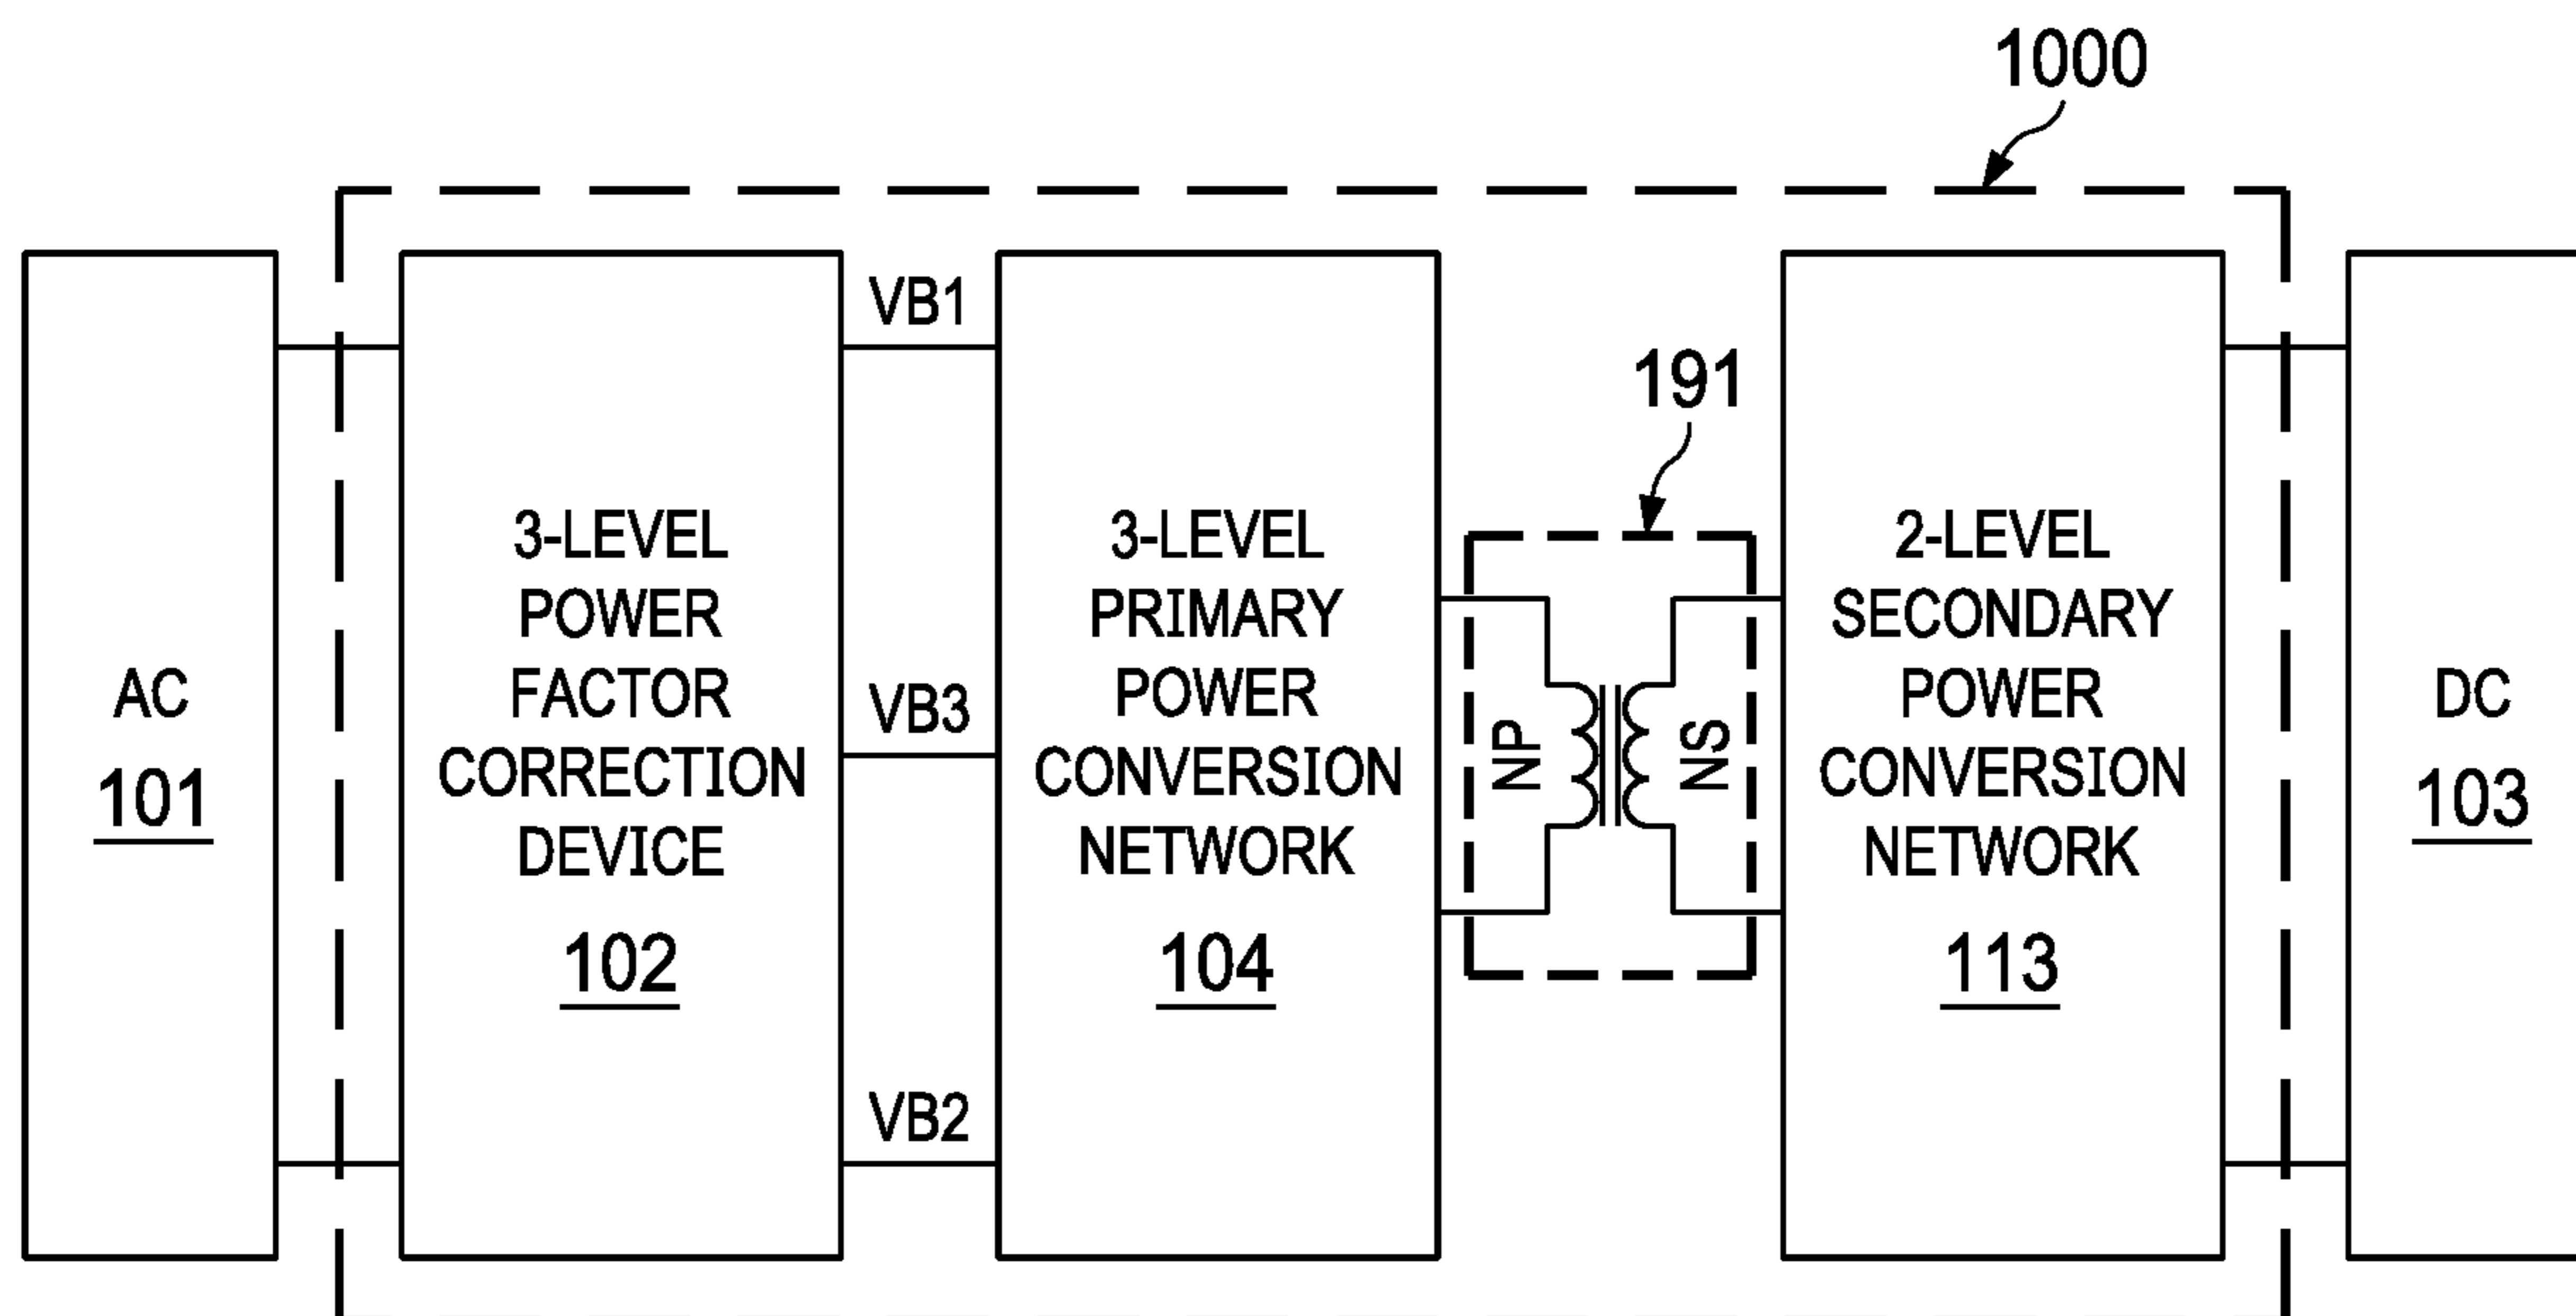 1000
191
AC
101
3-LEVEL
POWER
FACTOR
CORRECTION
DEVICE
102
VB1
VB3
VB2
3-LEVEL
PRIMARY
POWER
CONVERSION
NETWORK
104
NP
NS
2-LEVEL
SECONDARY
POWER
CONVERSION
NETWORK
113
DC
103